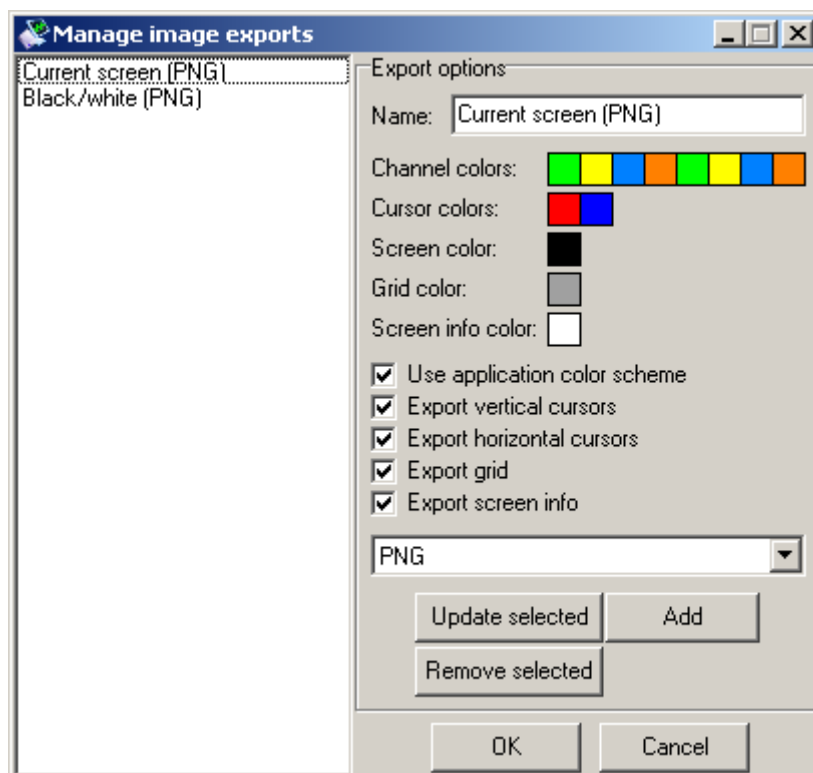 Manage image exports
Current screen (PNG)
Black/white (PNG)
Export options
Name: Current screen (PNG)
Channel colors:
Cursor colors:
Screen color:
Grid color:
Screen info color:
Use application color scheme
Export vertical cursors
Export horizontal cursors
Export grid
Export screen info
PNG
Update selected Add
Remove selected
OK Cancel